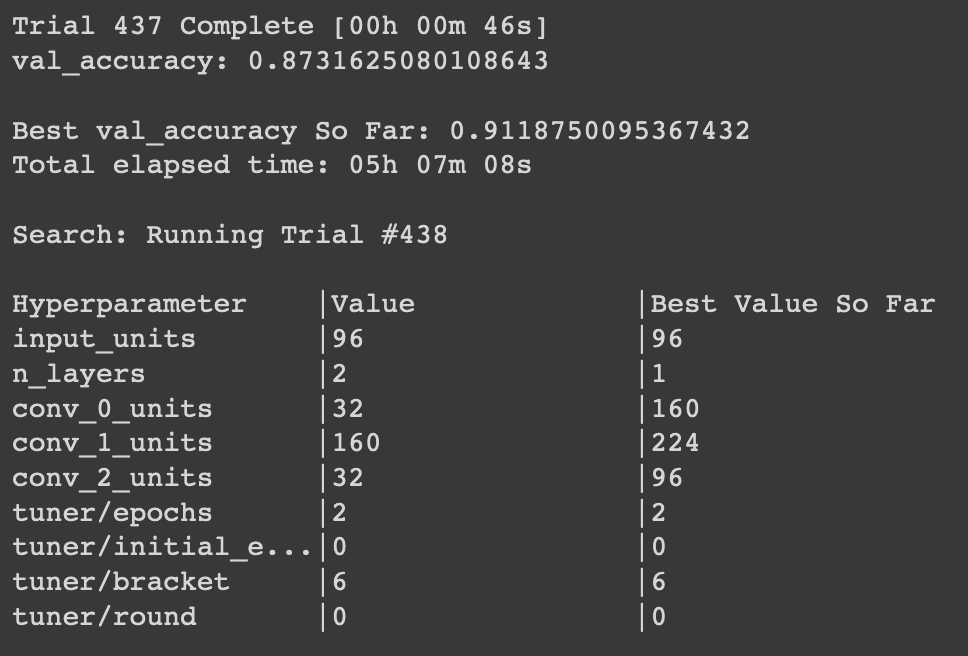 Trial 437 Complete [00h 00m 46s]
val_accuracy: 0.8731625080108643
Best val_accuracy So Far: 0.9118750095367432
Total elapsed time: 05h 07m 08s
Search: Running Trial #438
Hyperparameter    |Value             |Best Value So Far
input_units       |96                |96
n_layers          |2                 |1
conv_0_units      |32                |160
conv_1_units      |160               |224
conv_2_units      |32                |96
tuner/epochs      |2                 |2
tuner/initial_e...|0                 |0
tuner/bracket     |6                 |6
tuner/round       |0                 |0